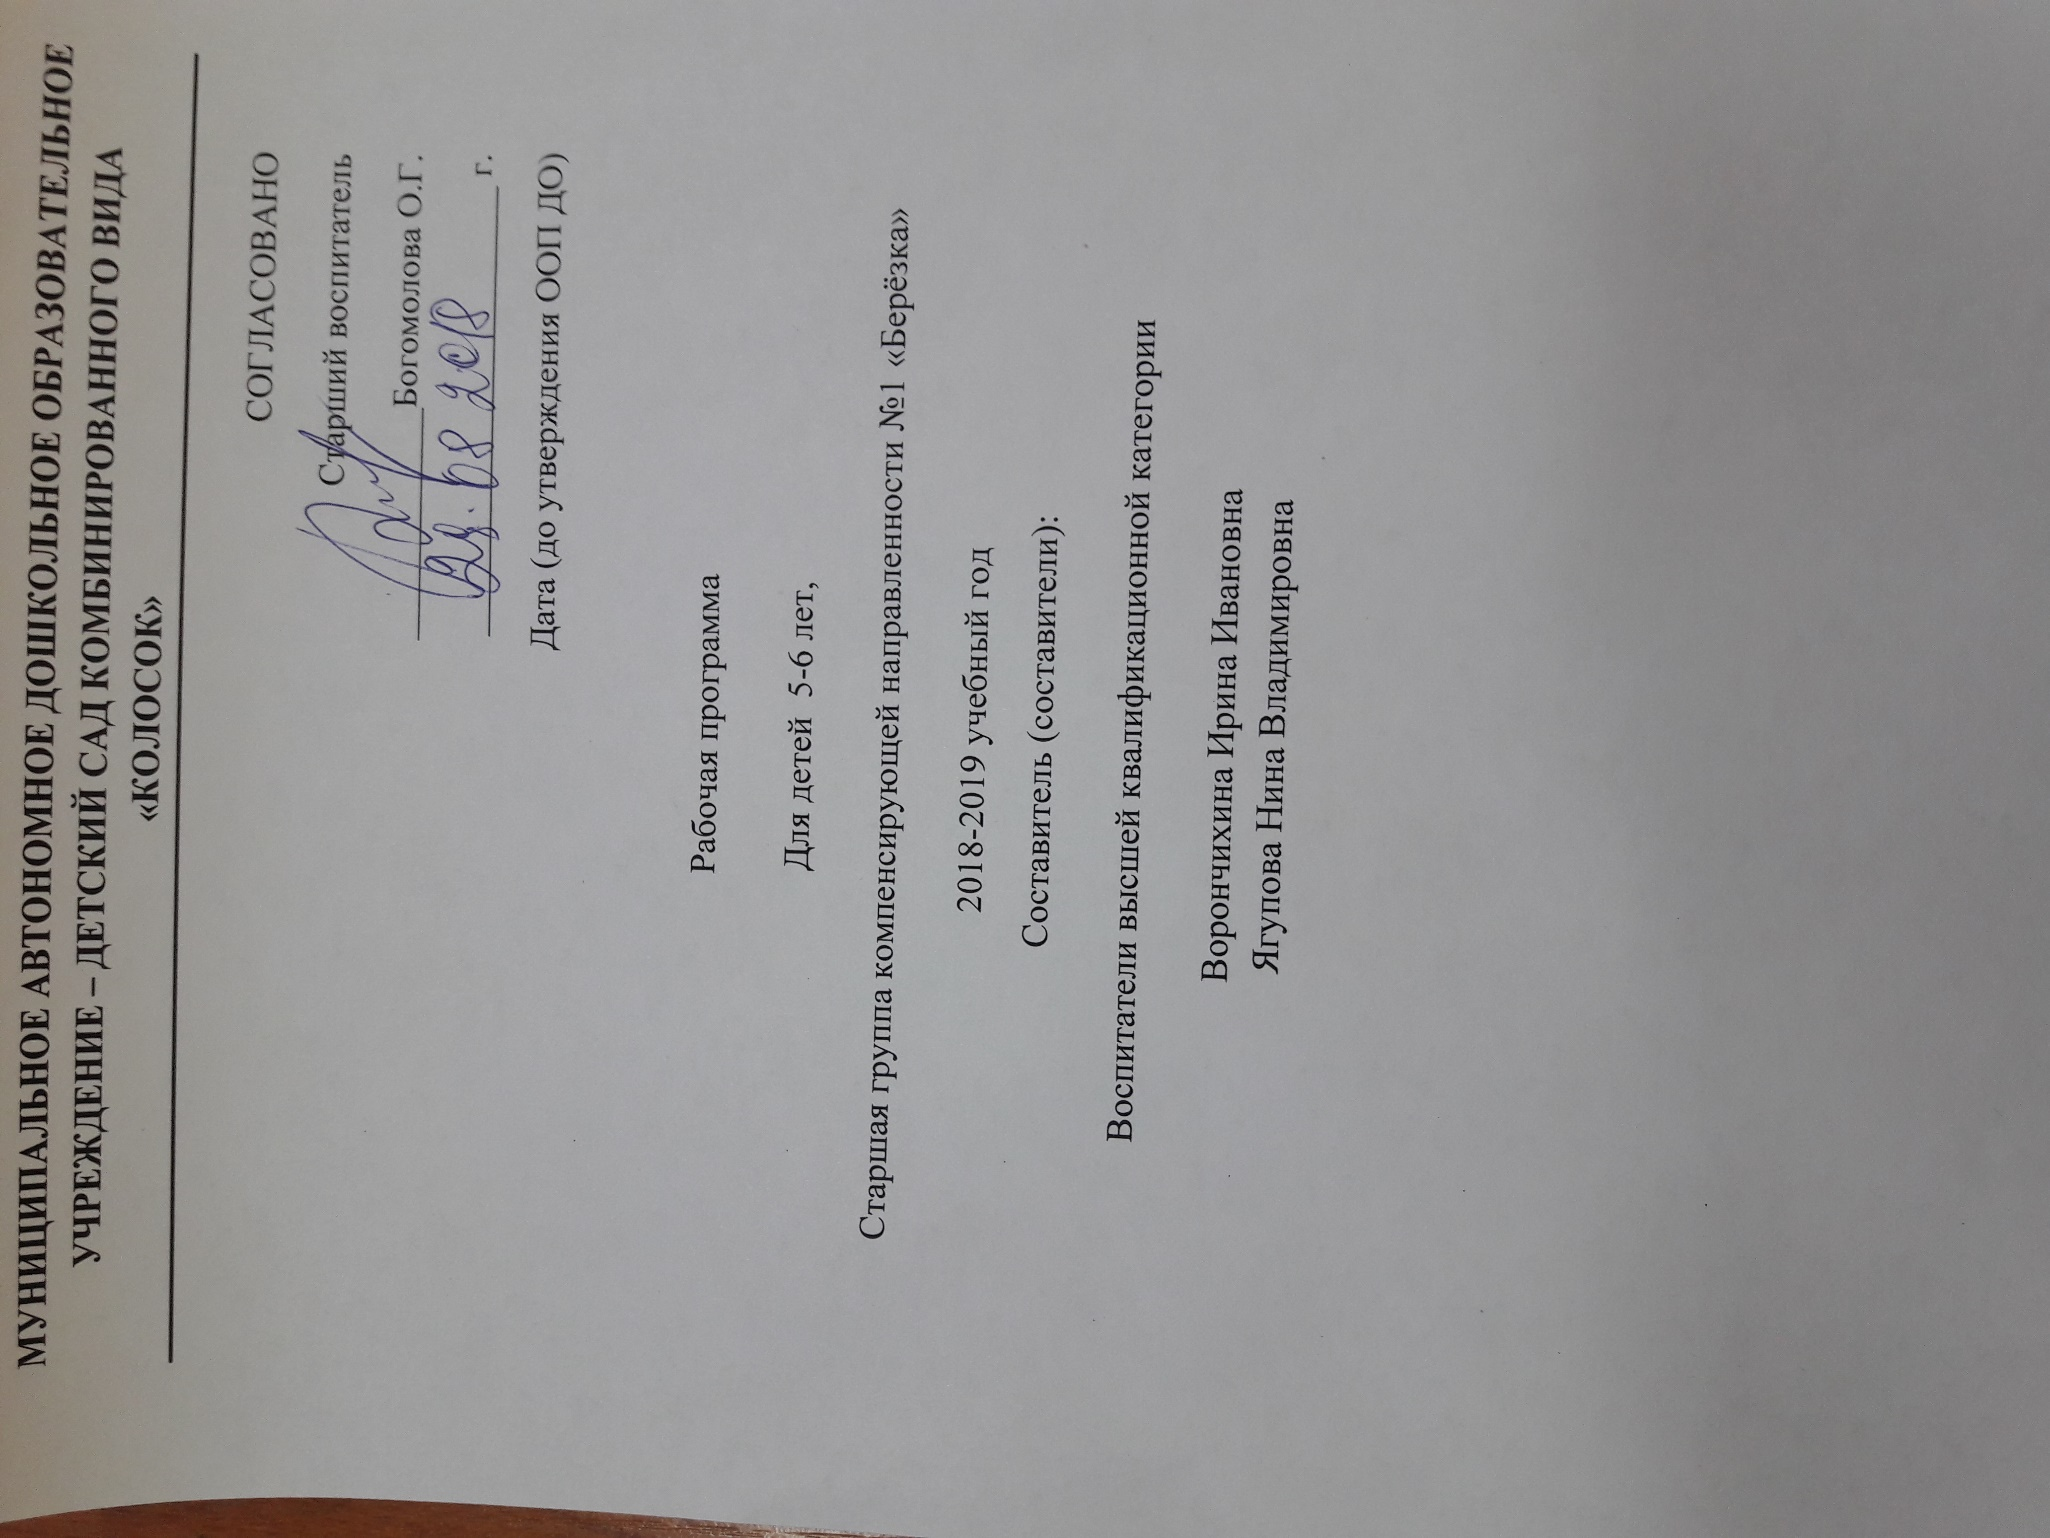 МУНИЦИПАЛЬНОЕ АВТОНОМНОЕ ДОШКОЛЬНОЕ ОБРАЗОВАТЕЛЬНОЕ
УЧРЕЖДЕНИЕ – ДЕТСКИЙ САД КОМБИНИРОВАННОГО ВИДА
«КОЛОСОК»
СОГЛАСОВАНО
Старший воспитатель
Богомолова О.Г.
08 2018 г.
Дата (до утверждения ООП ДО)
Рабочая программа
Для детей 5-6 лет,
Старшая группа компенсирующей направленности №1 «Берёзка»
2018-2019 учебный год
Составитель (составители):
Воспитатели высшей квалификационной категории
Ворончихина Ирина Ивановна
Ягупова Нина Владимировна